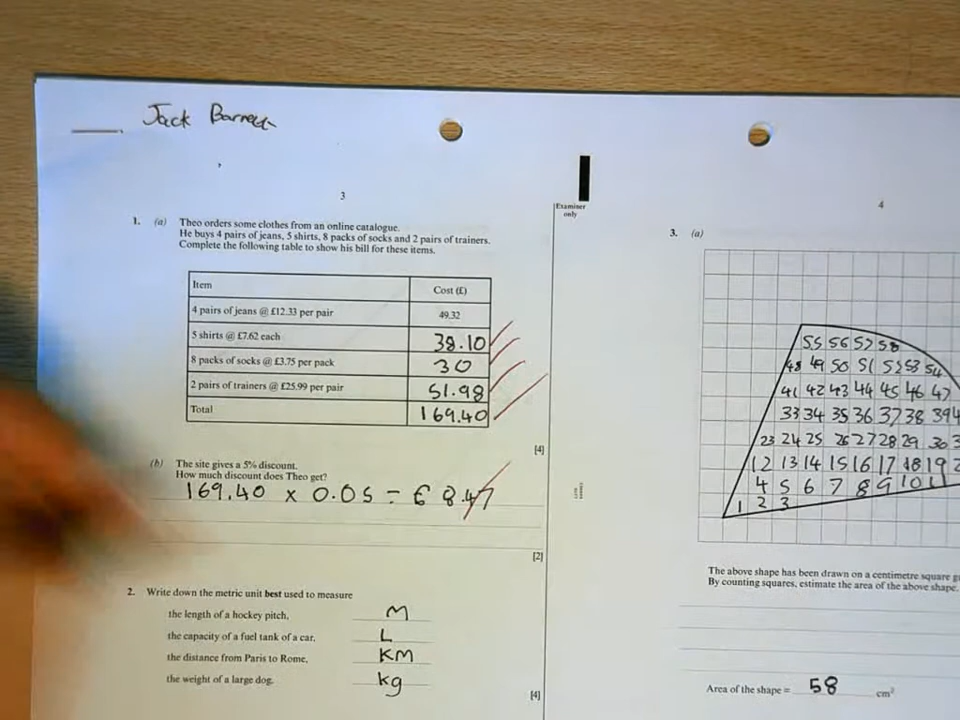 Jack Barrett
3
Examiner
only
1. (a) Theo orders some clothes from an online catalogue.
He buys 4 pairs of jeans, 5 shirts, 8 packs of socks and 2 pairs of trainers.
Complete the following table to show his bill for these items.
Item Cost (£)
4 pairs of jeans @ £12.33 per pair 49.32
5 shirts @ £7.62 each 38.10
8 packs of socks @ £3.75 per pack 30
2 pairs of trainers @ £25.99 per pair 51.98
Total 169.40
[4]
(b) The site gives a 5% discount.
How much discount does Theo get?
169.40 x 0.05 = £8.47
[2]
2. Write down the metric unit best used to measure
the length of a hockey pitch, M
the capacity of a fuel tank of a car, L
the distance from Paris to Rome, KM
the weight of a large dog. kg
[4]
4
3. (a)
55 56 57 58
48 49 50 51 53 54
41 42 43 44 45 46 47
33 34 35 36 37 38 39
23 24 25 26 27 28 29 30
12 13 14 15 16 17 18 19
4 5 6 7 8 9 10 11
1 2 3
The above shape has been drawn on a centimetre square
By counting squares, estimate the area of the above shape.
Area of the shape = 58 cm²